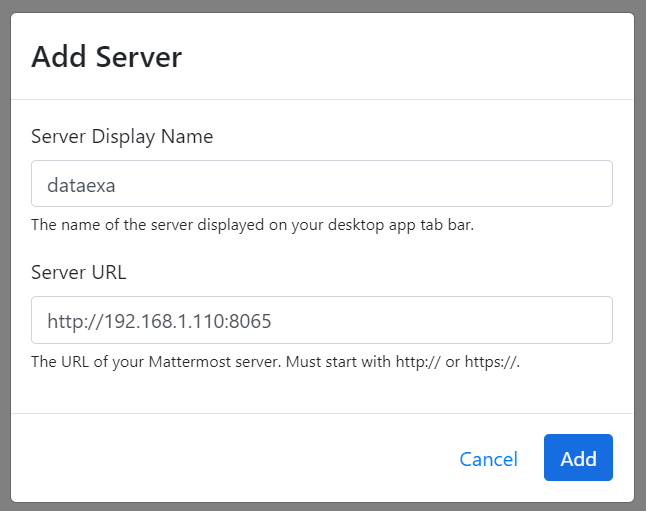 Add Server
Server Display Name
dataexa
The name of the server displayed on your desktop app tab bar.
Server URL
http://192.168.1.110:8065
The URL of your Mattermost server. Must start with http:// or https://.
Cancel
Add